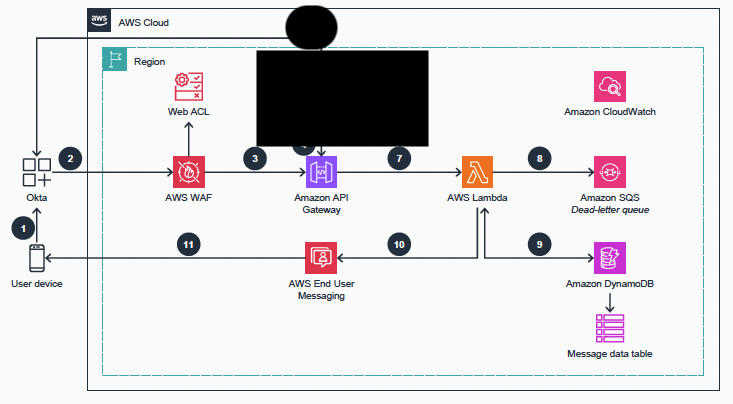 aws
AWS Cloud
Region
Web ACL
Amazon CloudWatch
2
3
7
8
Okta
AWS WAF
Amazon API
Gateway
AWS Lambda
Amazon SQS
Dead-letter queue
1
11
10
9
User device
AWS End User
Messaging
Amazon DynamoDB
Message data table